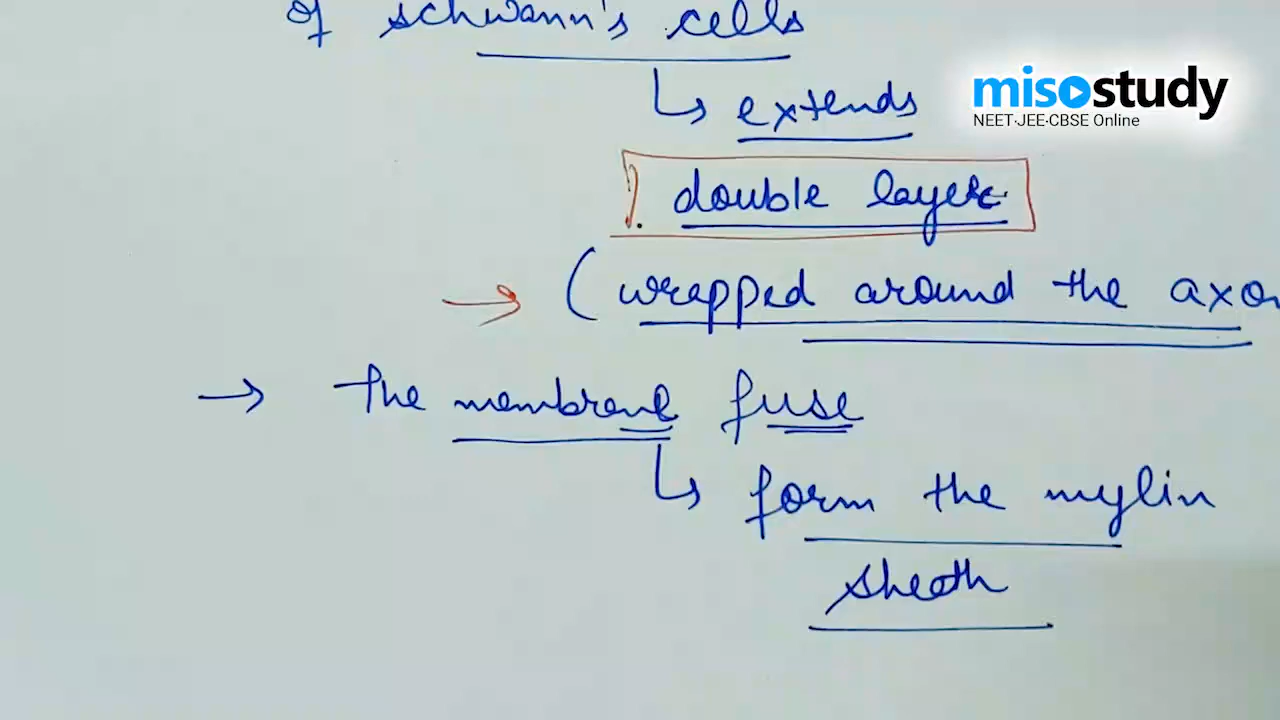 of schwann's cells
misostudy
NEET-JEE-CBSE Online
↳ extends
double layer
→ (wrapped around the axon
→ The membrane fuse
↳ form the mylin
sheath